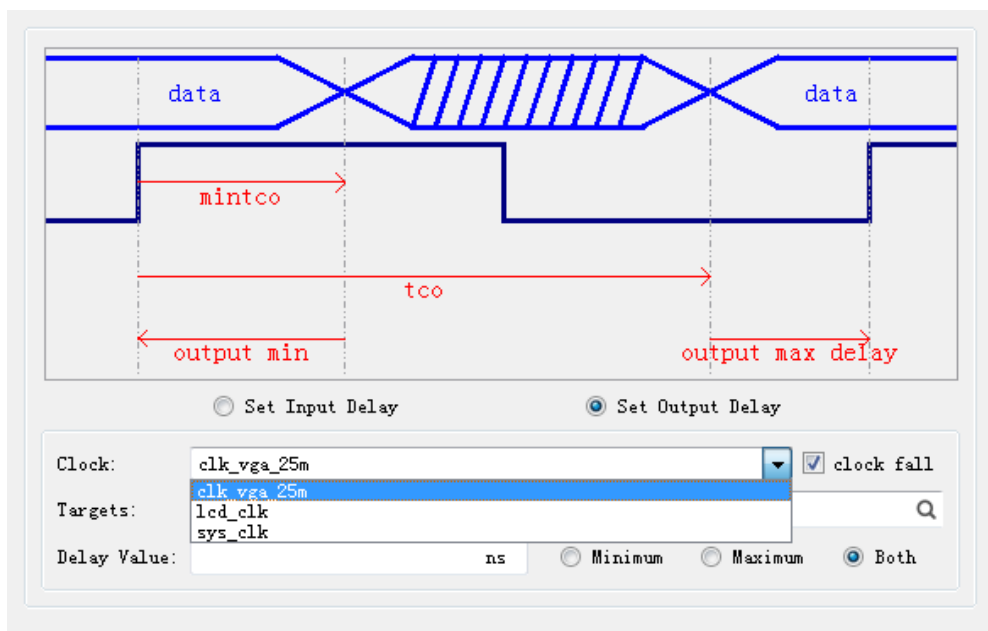 data data
mintco
tco
output min output max delay
Set Input Delay Set Output Delay
Clock: clk_vga_25m clock fall
clk_vga_25m
Targets: lcd_clk
sys_clk
Delay Value: ns Minimum Maximum Both